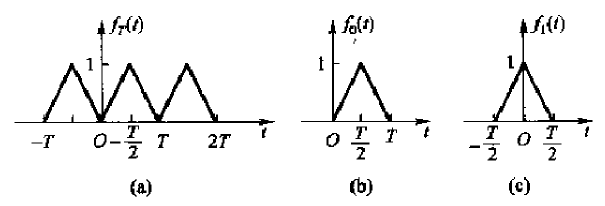 f_T(t)
1
-T
O
-T/2
T
2T
t
(a)
f_0(t)
1
O
T/2
T
t
(b)
f_1(t)
1
-T/2
O
T/2
t
(c)